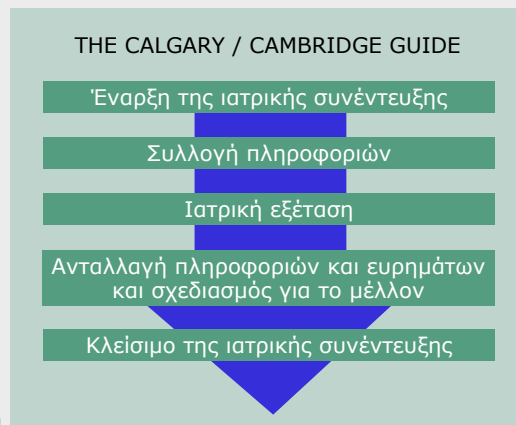 THE CALGARY / CAMBRIDGE GUIDE
Έναρξη της ιατρικής συνέντευξης
Συλλογή πληροφοριών
Ιατρική εξέταση
Ανταλλαγή πληροφοριών και ευρημάτων
και σχεδιασμός για το μέλλον
Κλείσιμο της ιατρικής συνέντευξης